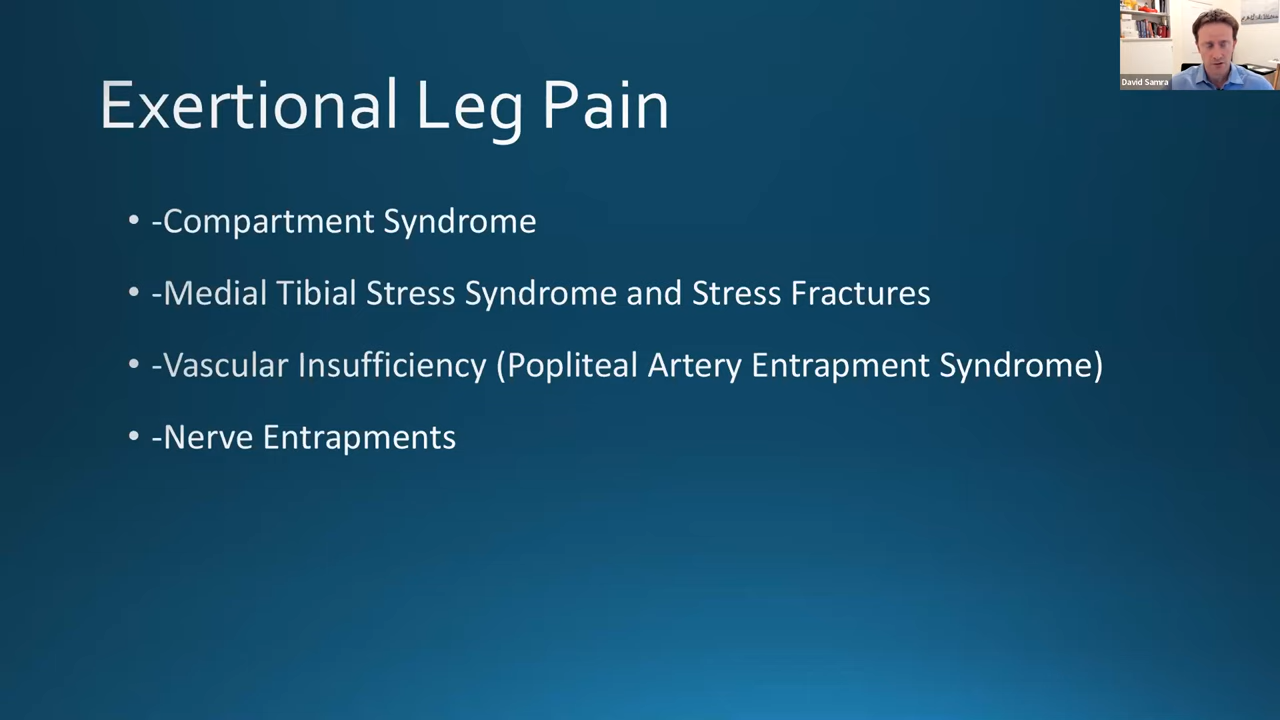 Exertional Leg Pain
• -Compartment Syndrome
• -Medial Tibial Stress Syndrome and Stress Fractures
• -Vascular Insufficiency (Popliteal Artery Entrapment Syndrome)
• -Nerve Entrapments
David Samra